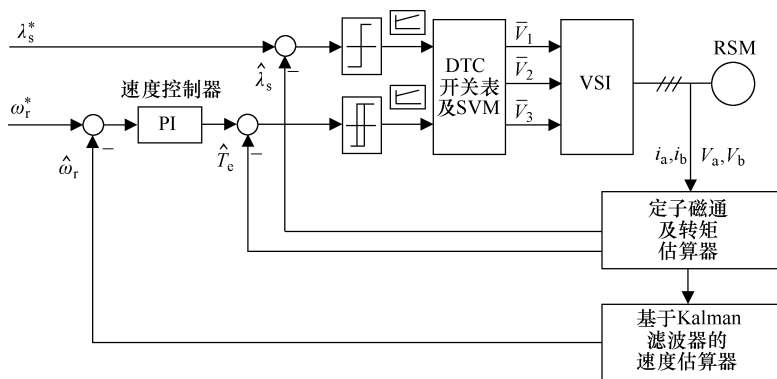 λ*s
λ̂s
−
速度控制器
ω*r
PI
ω̂r
−
T̂e
−
DTC
开关表
及SVM
V̄1
V̄2
V̄3
VSI
RSM
ia,ib
Va,Vb
定子磁通
及转矩
估算器
基于Kalman
滤波器的
速度估算器